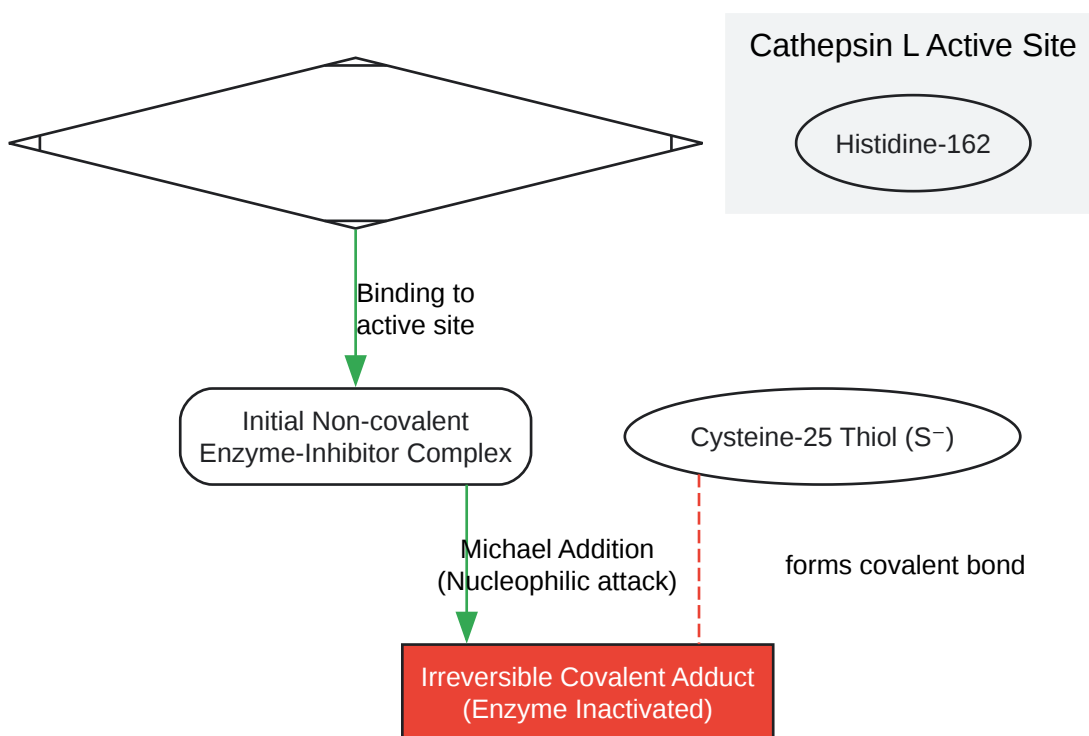 Cathepsin L Active Site
Histidine-162
Binding to
active site
Initial Non-covalent
Enzyme-Inhibitor Complex
Cysteine-25 Thiol (S⁻)
Michael Addition
(Nucleophilic attack)
forms covalent bond
Irreversible Covalent Adduct
(Enzyme Inactivated)